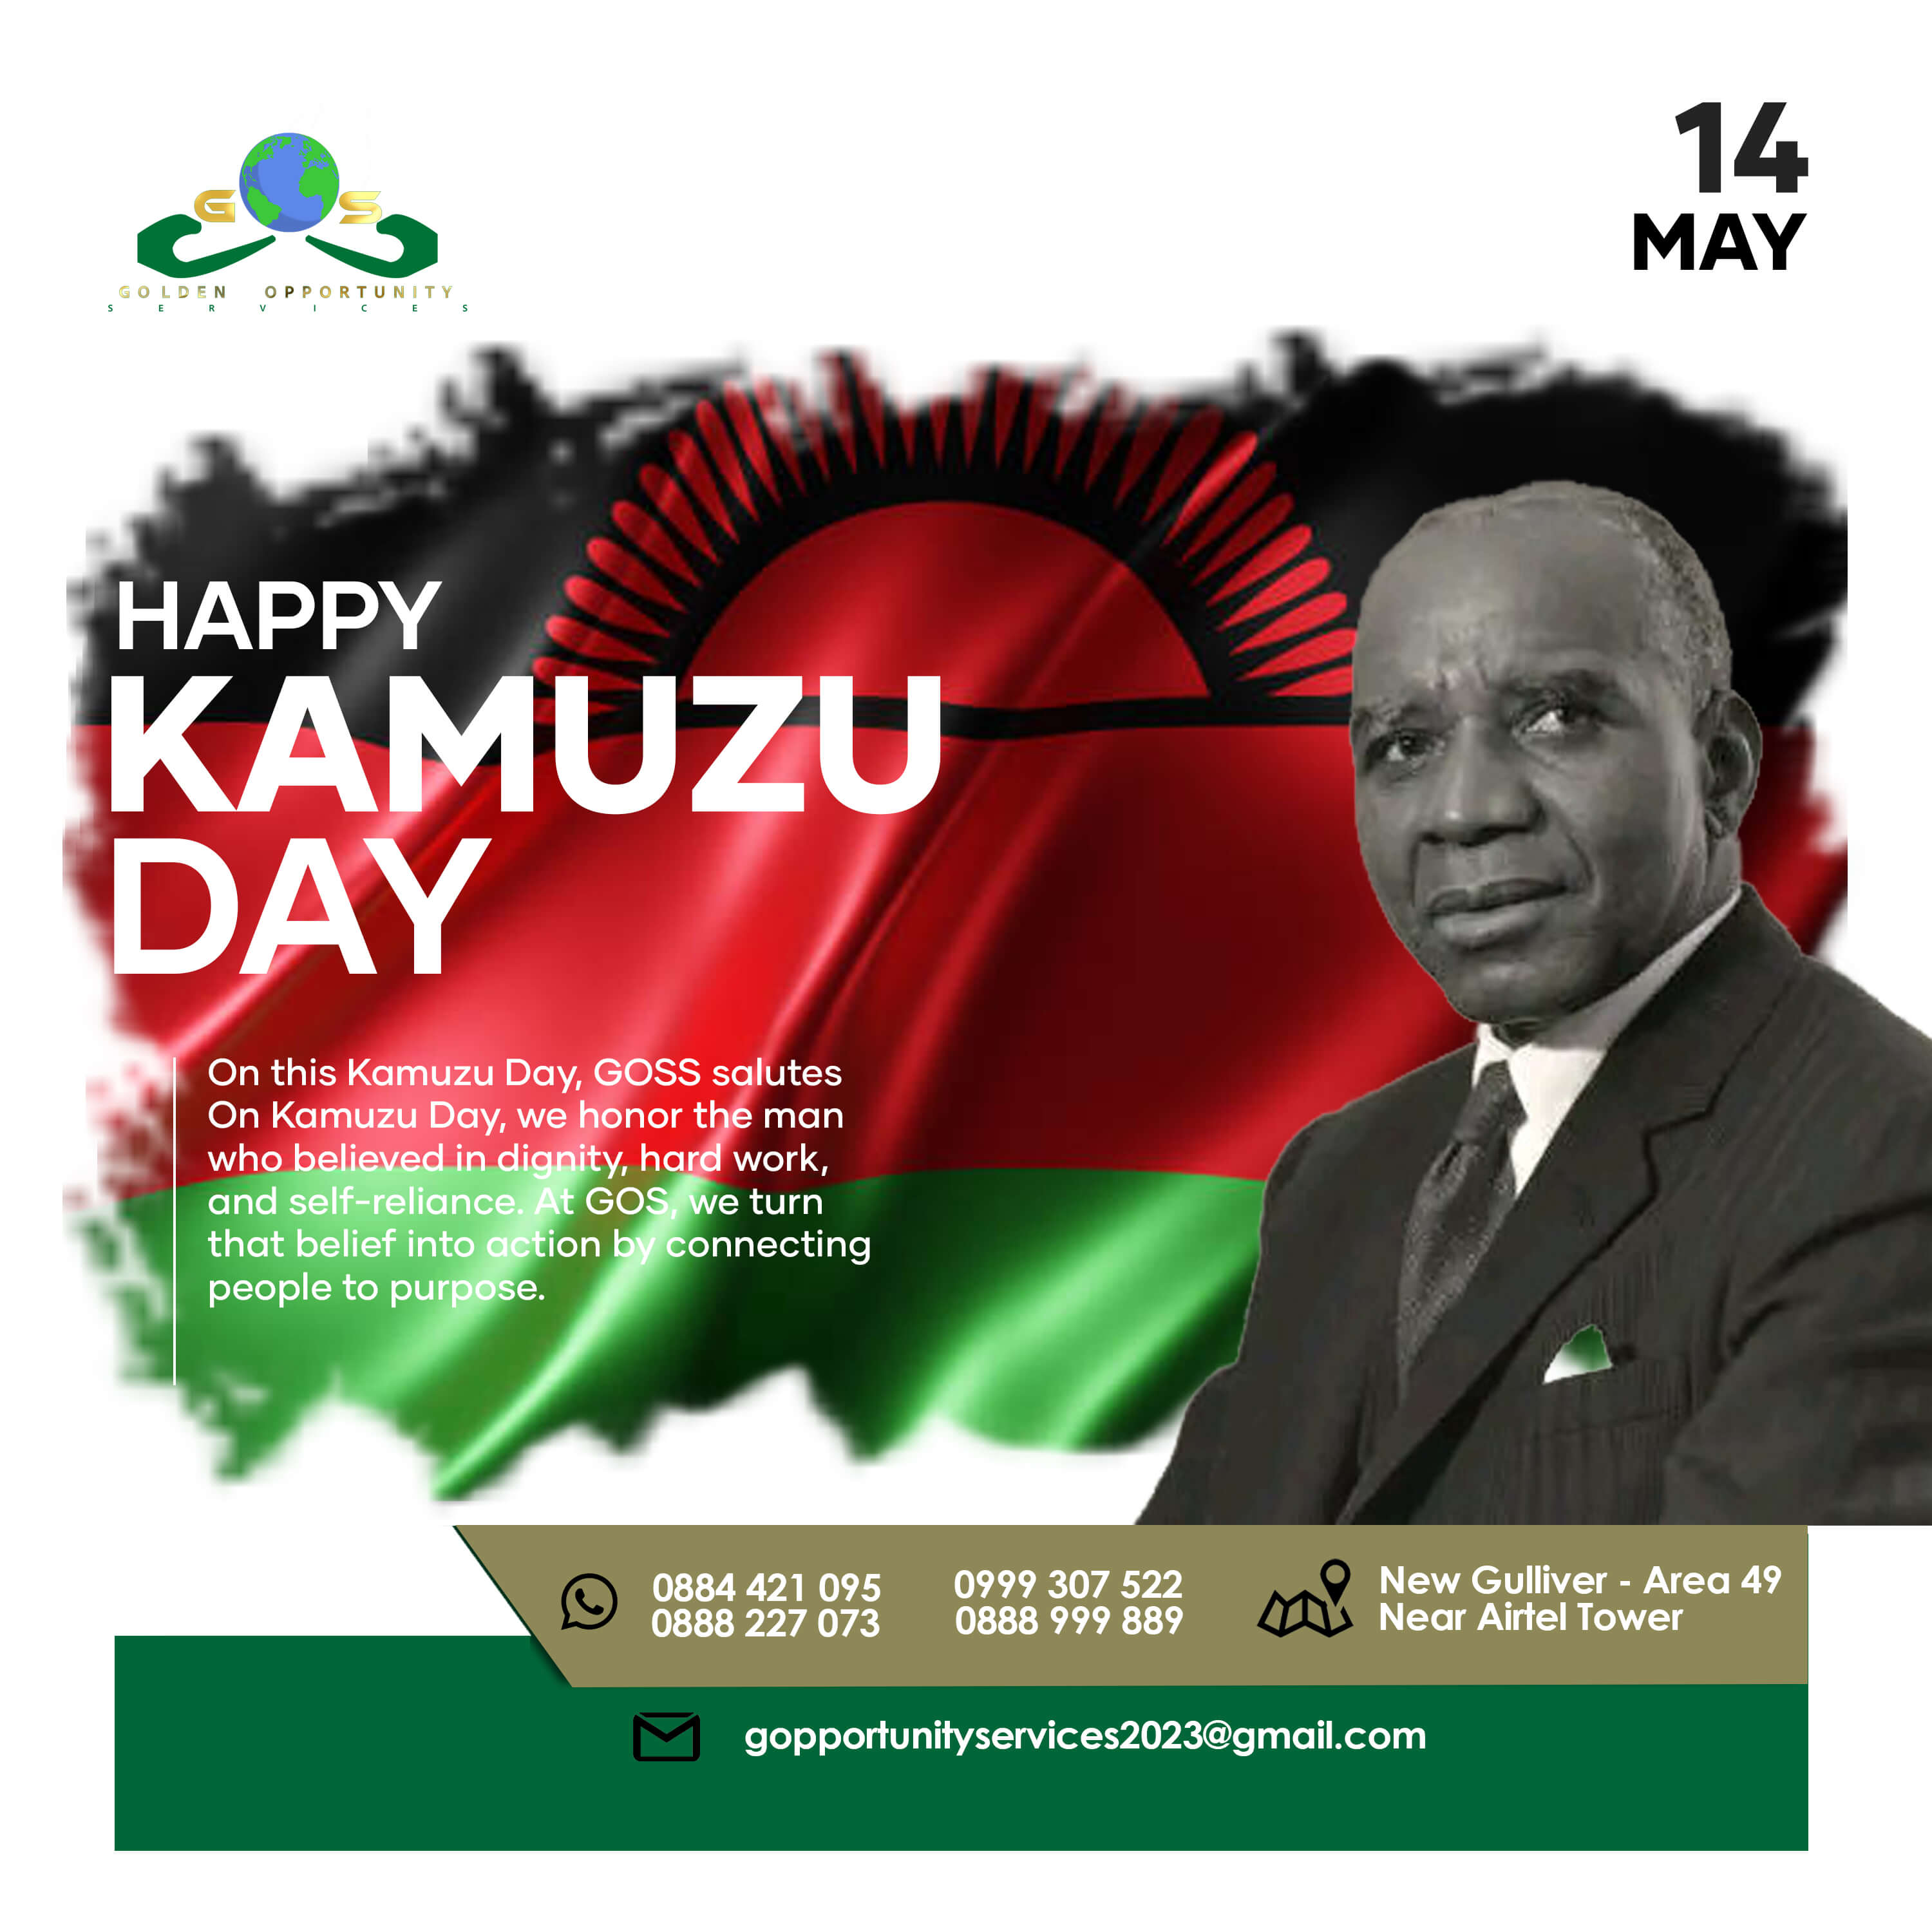 G S
GOLDEN OPPORTUNITY
SERVICES
14
MAY
HAPPY
KAMUZU
DAY
On this Kamuzu Day, GOSS salutes
On Kamuzu Day, we honor the man
who believed in dignity, hard work,
and self-reliance. At GOS, we turn
that belief into action by connecting
people to purpose.
0884 421 095
0888 227 073
0999 307 522
0888 999 889
New Gulliver - Area 49
Near Airtel Tower
gopportunityservices2023@gmail.com